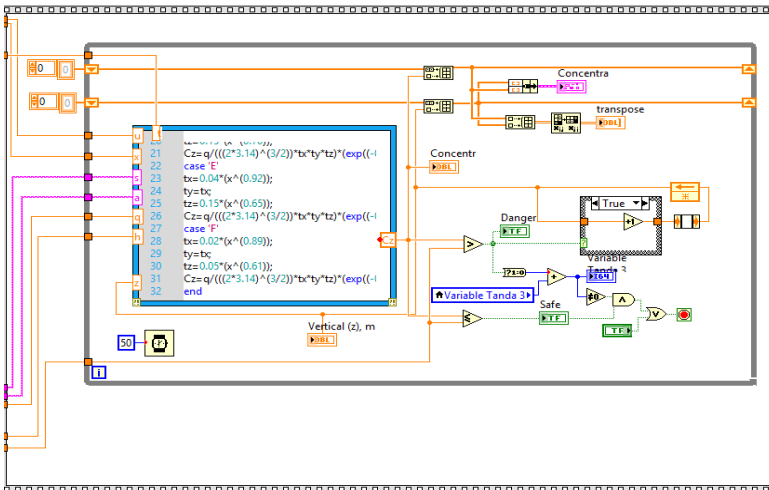 0
0
0
0
Concentra
transpose
DBL
u
x
s
a
q
h
z
Cz
21 Cz=q/(((2*3.14)^(3/2))*tx*ty*tz)*(exp((-(
22 case 'E'
23 tx=0.04*(x^(0.92));
24 ty=tx;
25 tz=0.15*(x^(0.65));
26 Cz=q/(((2*3.14)^(3/2))*tx*ty*tz)*(exp((-(
27 case 'F'
28 tx=0.02*(x^(0.89));
29 ty=tx;
30 tz=0.05*(x^(0.61));
31 Cz=q/(((2*3.14)^(3/2))*tx*ty*tz)*(exp((-(
32 end
Concentr
DBL
True
+1
Danger
TF
>
?1:0
+
Variable
Tanda 3
I64
Variable Tanda 3
≠0
≤
Safe
TF
∧
∨
TF
Vertical (z), m
DBL
50
i